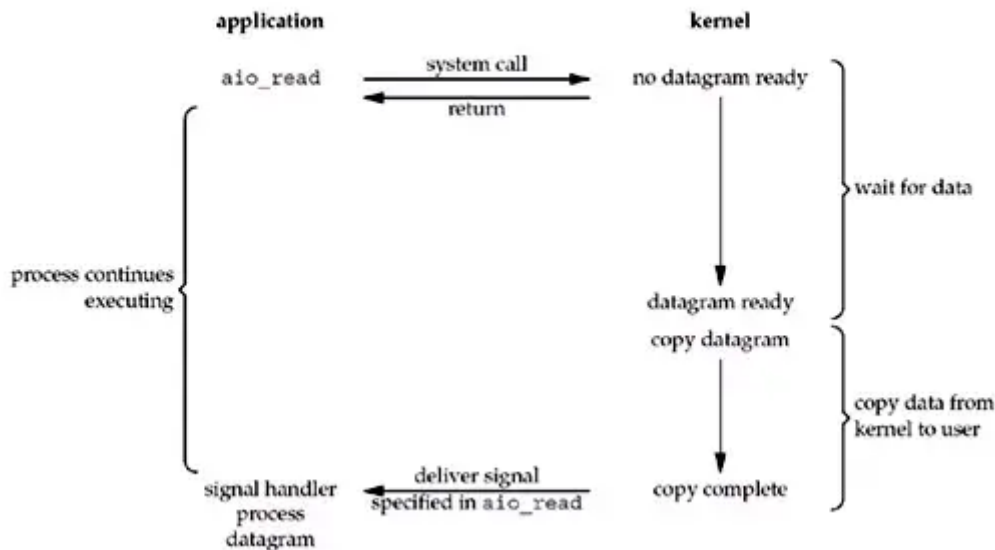 application
kernel
aio_read
system call
no datagram ready
return
wait for data
process continues
executing
datagram ready
copy datagram
copy data from
kernel to user
deliver signal
signal handler
specified in aio_read
copy complete
process
datagram